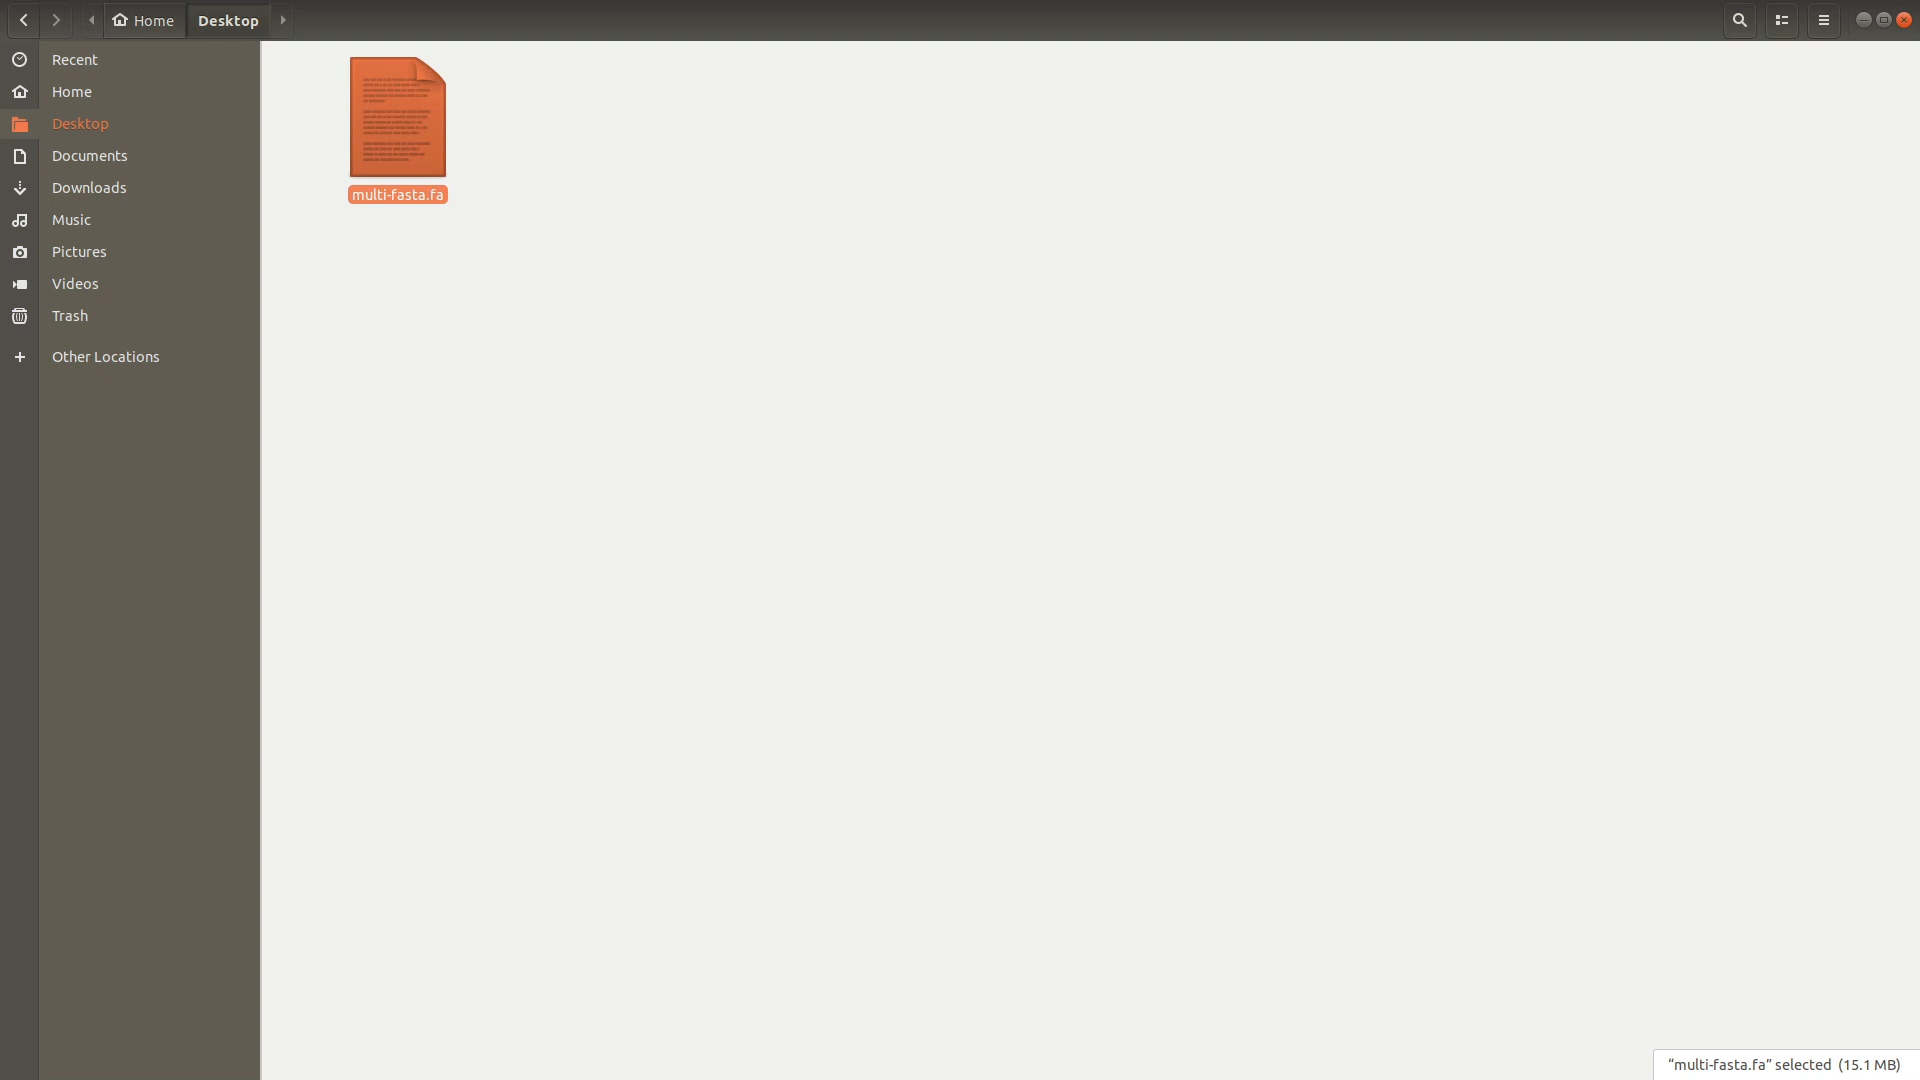 Home
Desktop
Recent
Home
Desktop
Documents
Downloads
Music
Pictures
Videos
Trash
Other Locations
multi-fasta.fa
“multi-fasta.fa” selected (15.1 MB)